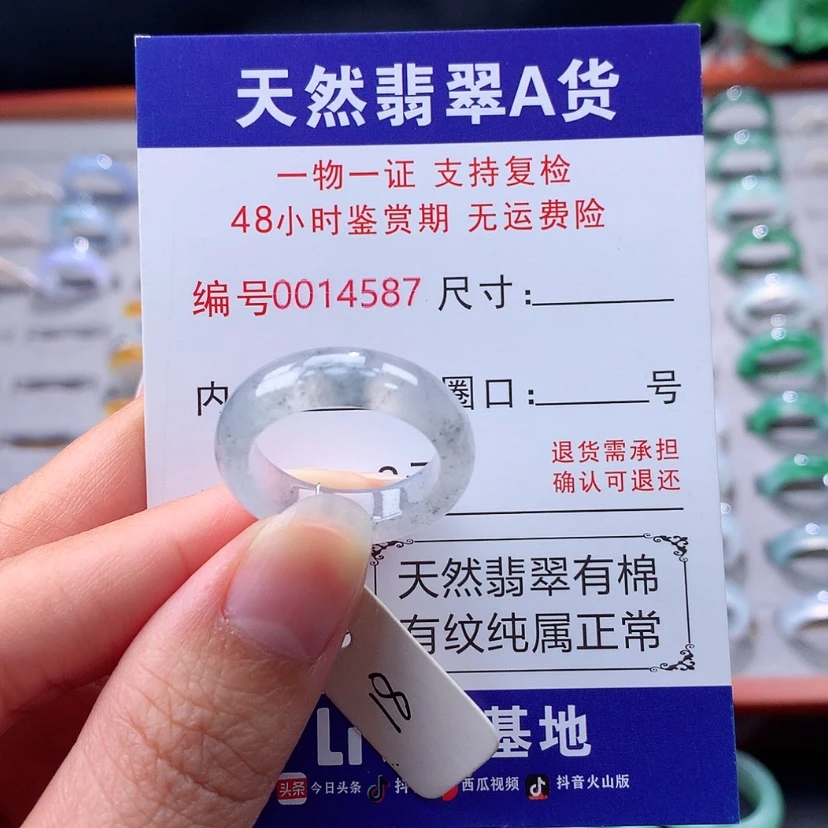 天然翡翠A货
一物一证 支持复检
48小时鉴赏期 无运费险
编号0014587 尺寸:
内 圈口: 号
退货需承担
确认可退还
天然翡翠有棉
有纹纯属正常
18
基地
头条 今日头条 抖 西瓜视频 抖音火山版